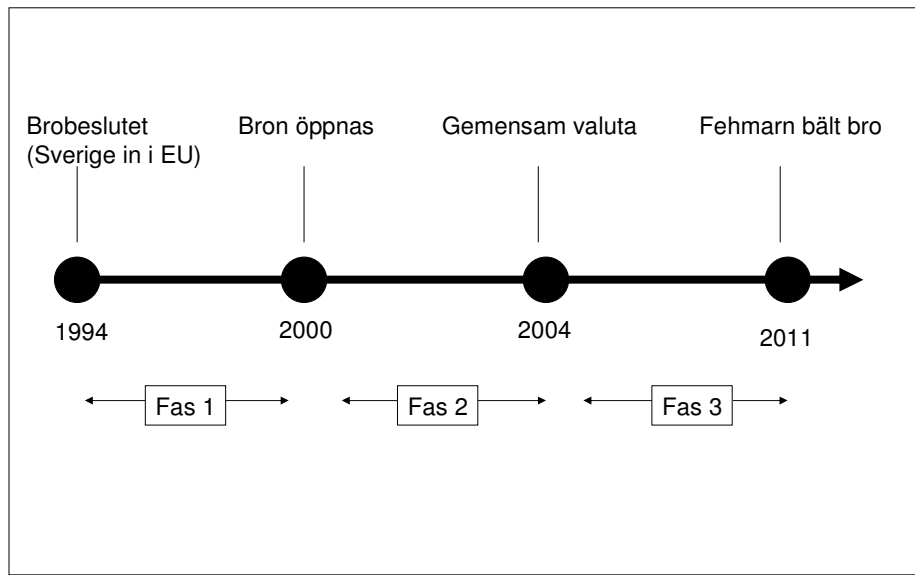 Brobeslutet
(Sverige in i EU)
Bron öppnas
Gemensam valuta
Fehmarn bält bro
1994
2000
2004
2011
Fas 1
Fas 2
Fas 3